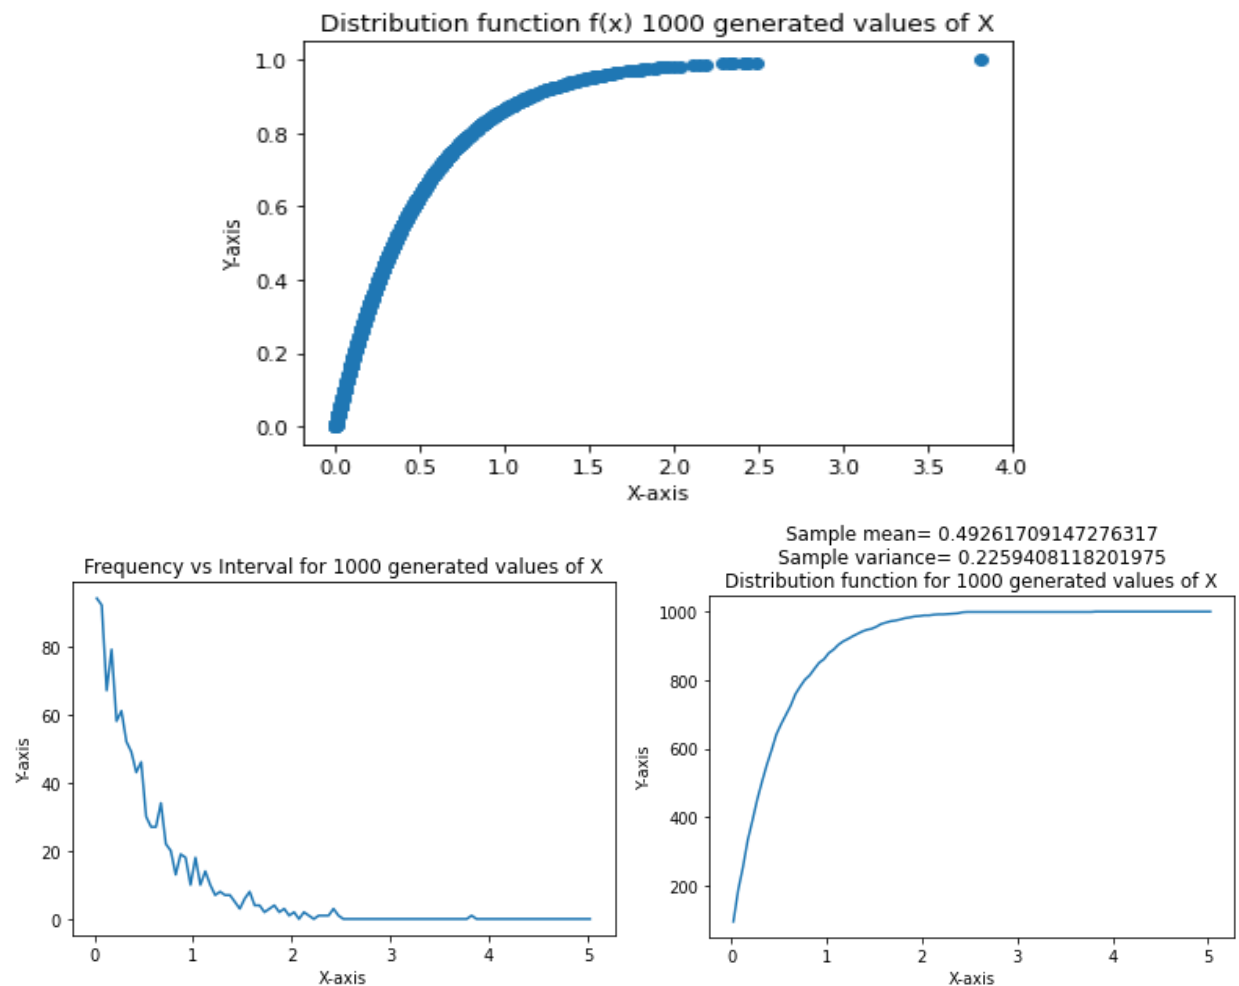 Distribution function f(x) 1000 generated values of X
1.0
0.8
0.6
0.4
0.2
0.0
Y-axis
0.0 0.5 1.0 1.5 2.0 2.5 3.0 3.5 4.0
X-axis
Frequency vs Interval for 1000 generated values of X
80
60
40
20
0
Y-axis
0 1 2 3 4 5
X-axis
Sample mean= 0.49261709147276317
Sample variance= 0.2259408118201975
Distribution function for 1000 generated values of X
1000
800
600
400
200
Y-axis
0 1 2 3 4 5
X-axis